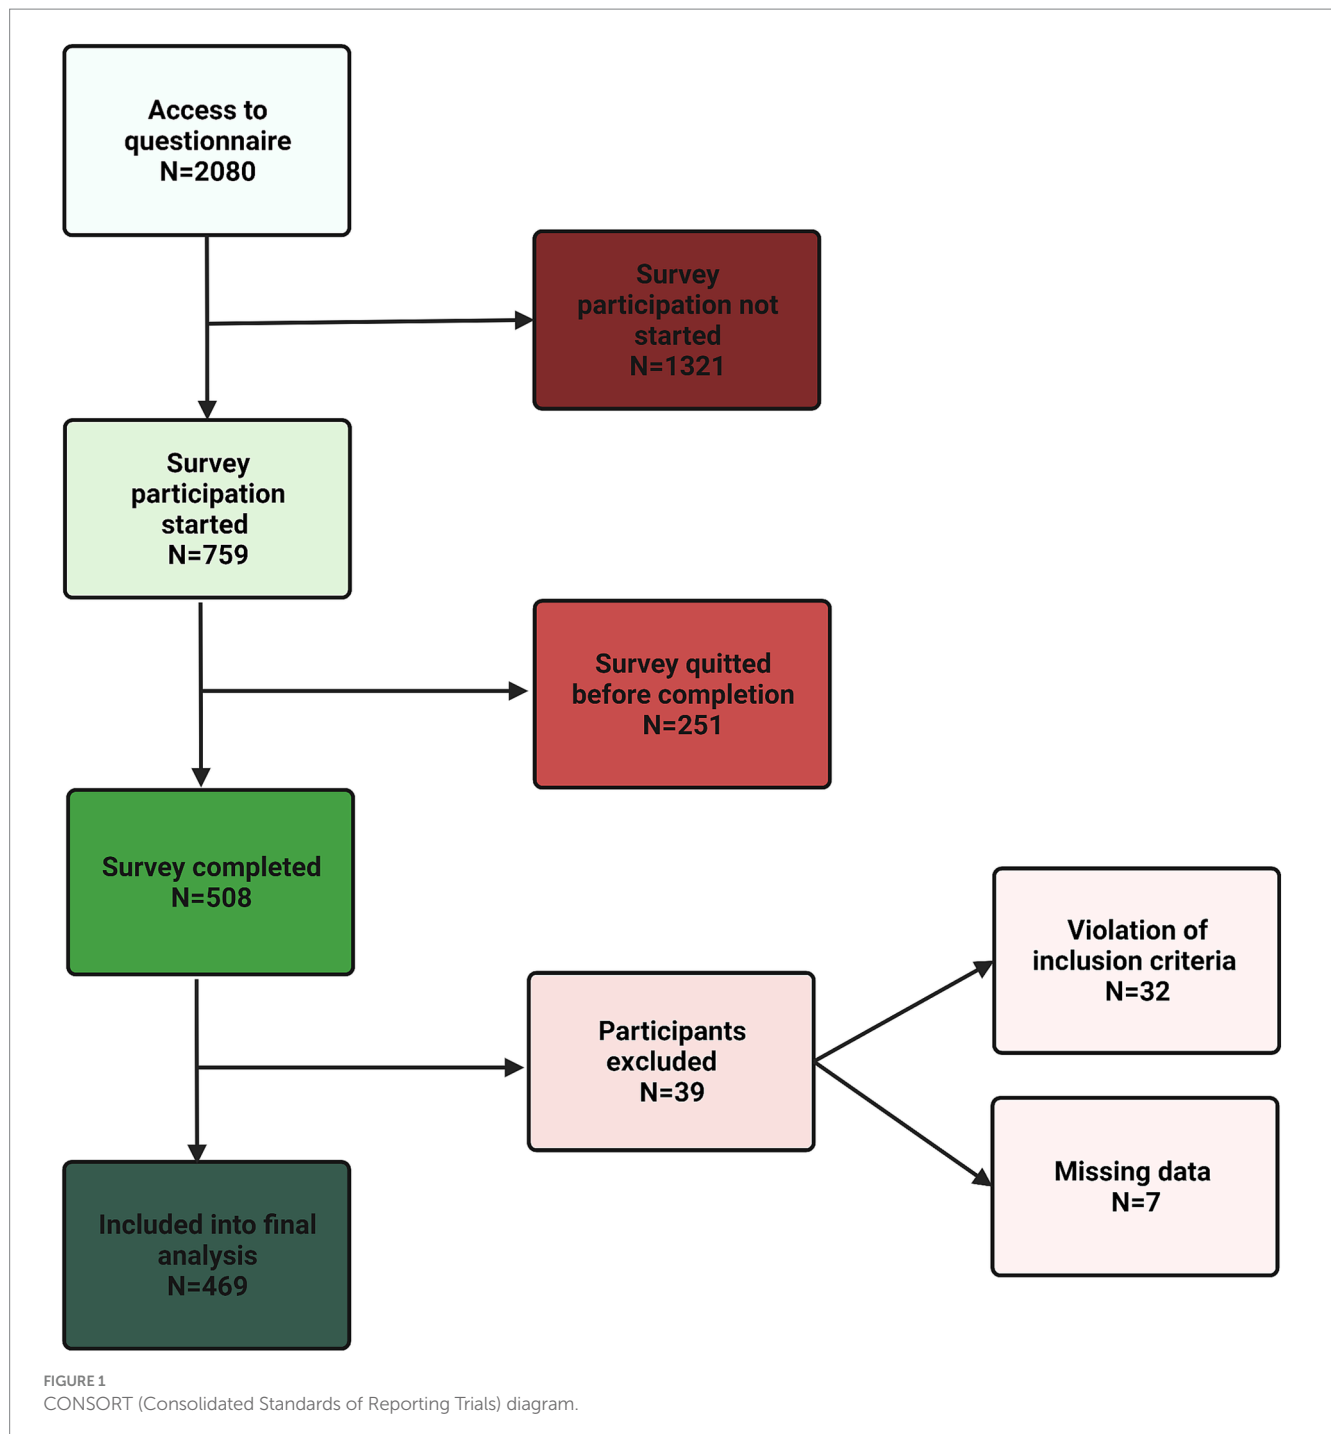 Access to
questionnaire
N=2080
Survey
participation not
started
N=1321
Survey
participation
started
N=759
Survey quitted
before completion
N=251
Survey completed
N=508
Violation of
inclusion criteria
N=32
Participants
excluded
N=39
Missing data
N=7
Included into final
analysis
N=469
FIGURE 1
CONSORT (Consolidated Standards of Reporting Trials) diagram.